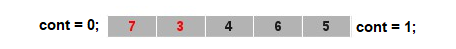 cont = 0; 7 3 4 6 5 cont = 1;